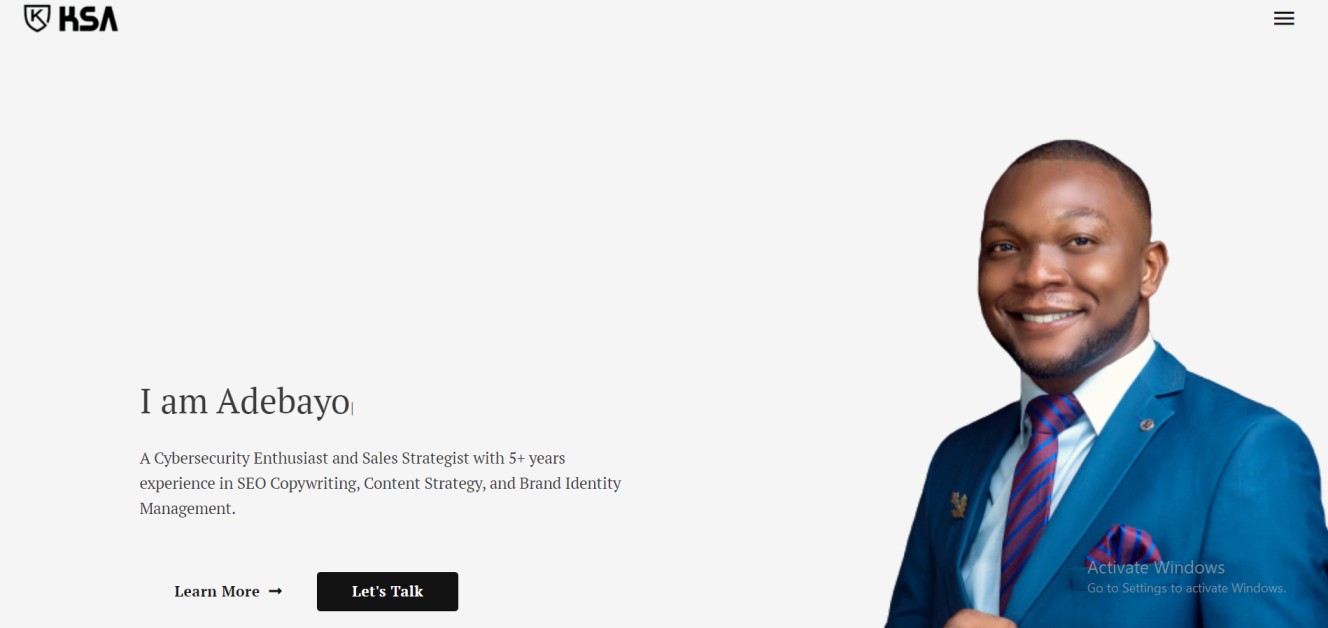 KSA
I am Adebayo
A Cybersecurity Enthusiast and Sales Strategist with 5+ years
experience in SEO Copywriting, Content Strategy, and Brand Identity
Management.
Learn More →
Let's Talk
Activate Windows
Go to Settings to activate Windows.